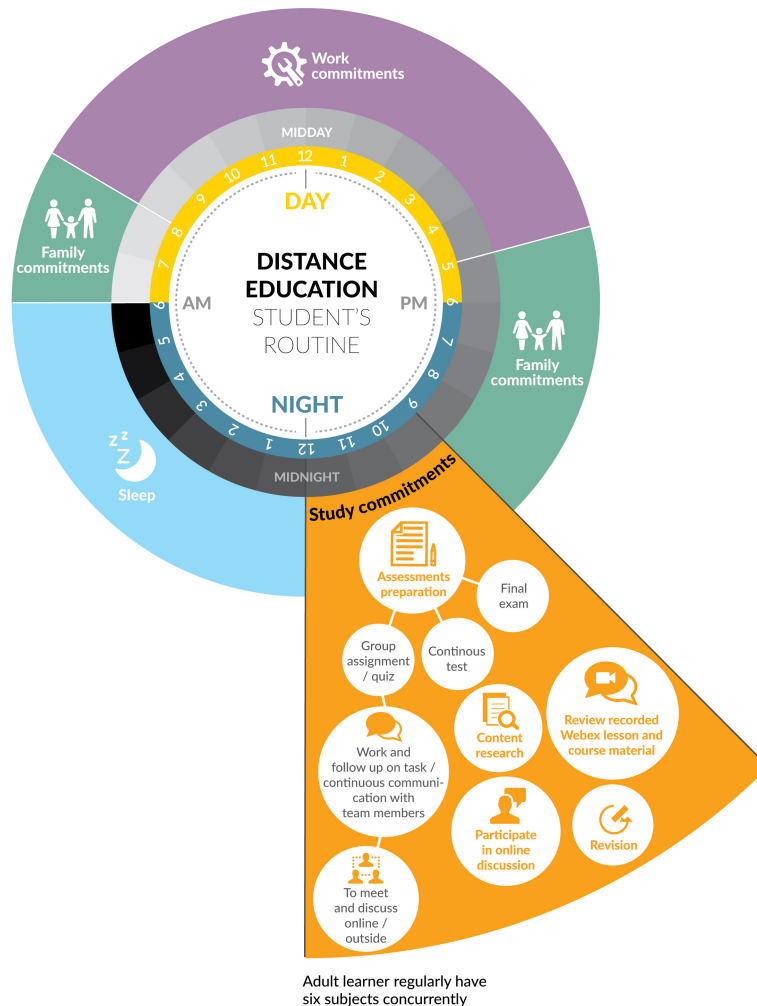 Work
commitments
MIDDAY
12
1
2
3
4
5
6
7
8
9
10
11
12
1
2
3
4
5
6
7
8
9
10
11
DAY
Family
commitments
DISTANCE
EDUCATION
STUDENT'S
ROUTINE
AM
PM
NIGHT
MIDNIGHT
Family
commitments
Z Z
Z
Sleep
Study commitments
Assessments
preparation
Final
exam
Group
assignment
/ quiz
Continous
test
Review recorded
Webex lesson and
course material
Content
research
Work and
follow up on task /
continuous communi-
cation with
team members
Participate
in online
discussion
Revision
To meet
and discuss
online /
outside
Adult learner regularly have
six subjects concurrently